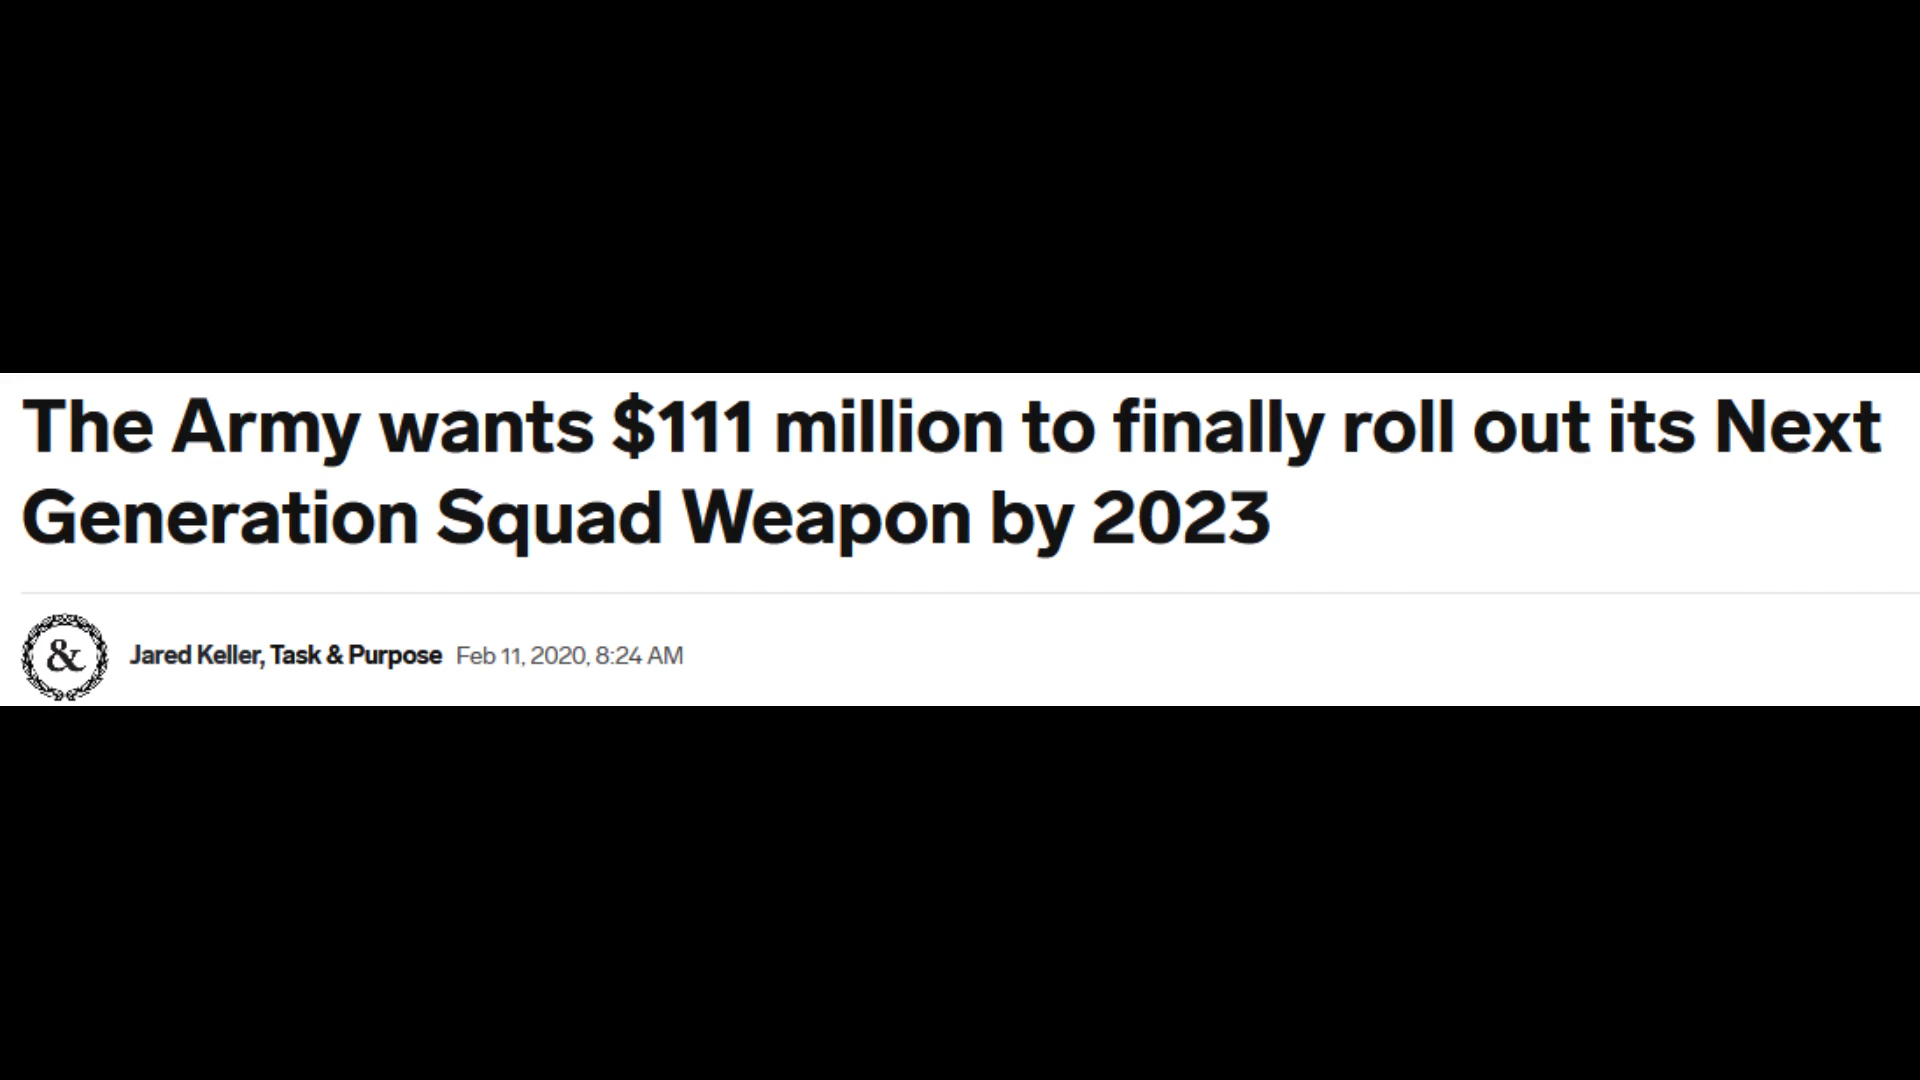 The Army wants $111 million to finally roll out its Next
Generation Squad Weapon by 2023
&
Jared Keller, Task & Purpose Feb 11, 2020, 8:24 AM